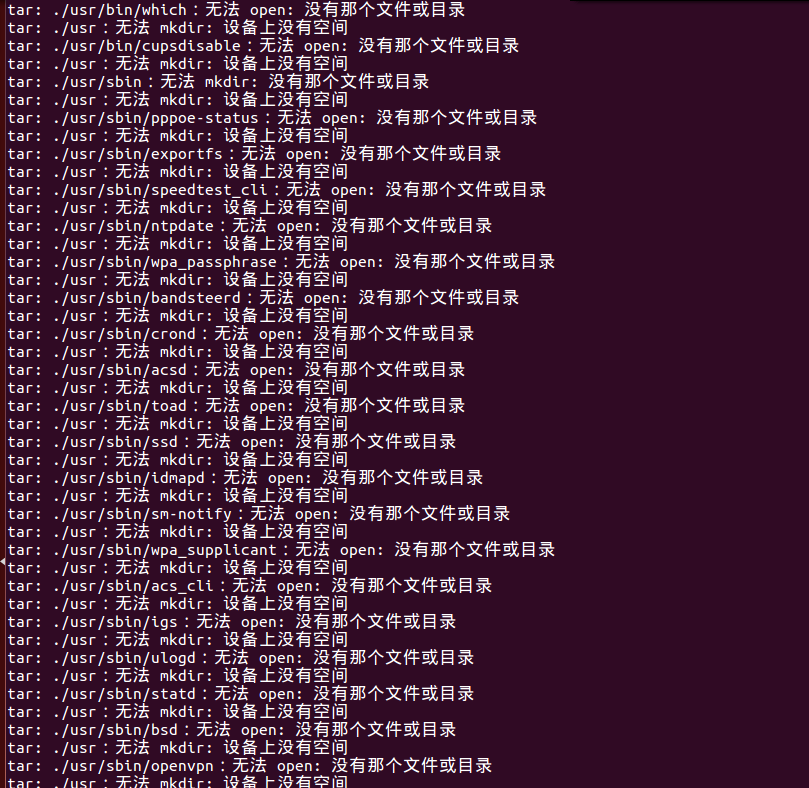 tar: ./usr/bin/which：无法 open: 没有那个文件或目录
tar: ./usr：无法 mkdir: 设备上没有空间
tar: ./usr/bin/cupsdisable：无法 open: 没有那个文件或目录
tar: ./usr：无法 mkdir: 设备上没有空间
tar: ./usr/sbin：无法 mkdir: 没有那个文件或目录
tar: ./usr：无法 mkdir: 设备上没有空间
tar: ./usr/sbin/pppoe-status：无法 open: 没有那个文件或目录
tar: ./usr：无法 mkdir: 设备上没有空间
tar: ./usr/sbin/exportfs：无法 open: 没有那个文件或目录
tar: ./usr：无法 mkdir: 设备上没有空间
tar: ./usr/sbin/speedtest_cli：无法 open: 没有那个文件或目录
tar: ./usr：无法 mkdir: 设备上没有空间
tar: ./usr/sbin/ntpdate：无法 open: 没有那个文件或目录
tar: ./usr：无法 mkdir: 设备上没有空间
tar: ./usr/sbin/wpa_passphrase：无法 open: 没有那个文件或目录
tar: ./usr：无法 mkdir: 设备上没有空间
tar: ./usr/sbin/bandsteerd：无法 open: 没有那个文件或目录
tar: ./usr：无法 mkdir: 设备上没有空间
tar: ./usr/sbin/crond：无法 open: 没有那个文件或目录
tar: ./usr：无法 mkdir: 设备上没有空间
tar: ./usr/sbin/acsd：无法 open: 没有那个文件或目录
tar: ./usr：无法 mkdir: 设备上没有空间
tar: ./usr/sbin/toad：无法 open: 没有那个文件或目录
tar: ./usr：无法 mkdir: 设备上没有空间
tar: ./usr/sbin/ssd：无法 open: 没有那个文件或目录
tar: ./usr：无法 mkdir: 设备上没有空间
tar: ./usr/sbin/idmapd：无法 open: 没有那个文件或目录
tar: ./usr：无法 mkdir: 设备上没有空间
tar: ./usr/sbin/sm-notify：无法 open: 没有那个文件或目录
tar: ./usr：无法 mkdir: 设备上没有空间
tar: ./usr/sbin/wpa_supplicant：无法 open: 没有那个文件或目录
tar: ./usr：无法 mkdir: 设备上没有空间
tar: ./usr/sbin/acs_cli：无法 open: 没有那个文件或目录
tar: ./usr：无法 mkdir: 设备上没有空间
tar: ./usr/sbin/igs：无法 open: 没有那个文件或目录
tar: ./usr：无法 mkdir: 设备上没有空间
tar: ./usr/sbin/ulogd：无法 open: 没有那个文件或目录
tar: ./usr：无法 mkdir: 设备上没有空间
tar: ./usr/sbin/statd：无法 open: 没有那个文件或目录
tar: ./usr：无法 mkdir: 设备上没有空间
tar: ./usr/sbin/bsd：无法 open: 没有那个文件或目录
tar: ./usr：无法 mkdir: 设备上没有空间
tar: ./usr/sbin/openvpn：无法 open: 没有那个文件或目录
tar: ./usr：无法 mkdir: 设备上没有空间